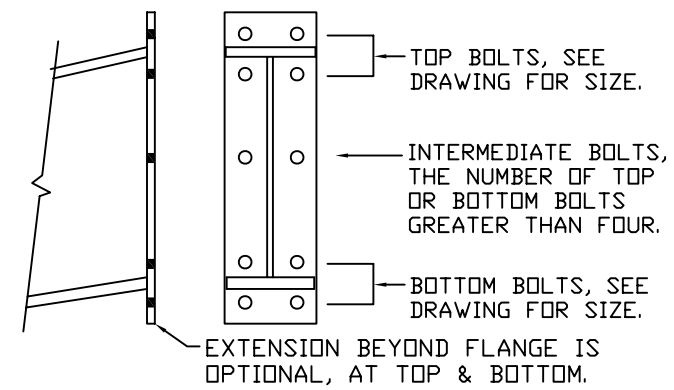 TOP BOLTS, SEE
DRAWING FOR SIZE.
INTERMEDIATE BOLTS,
THE NUMBER OF TOP
OR BOTTOM BOLTS
GREATER THAN FOUR.
BOTTOM BOLTS, SEE
DRAWING FOR SIZE.
EXTENSION BEYOND FLANGE IS
OPTIONAL, AT TOP & BOTTOM.